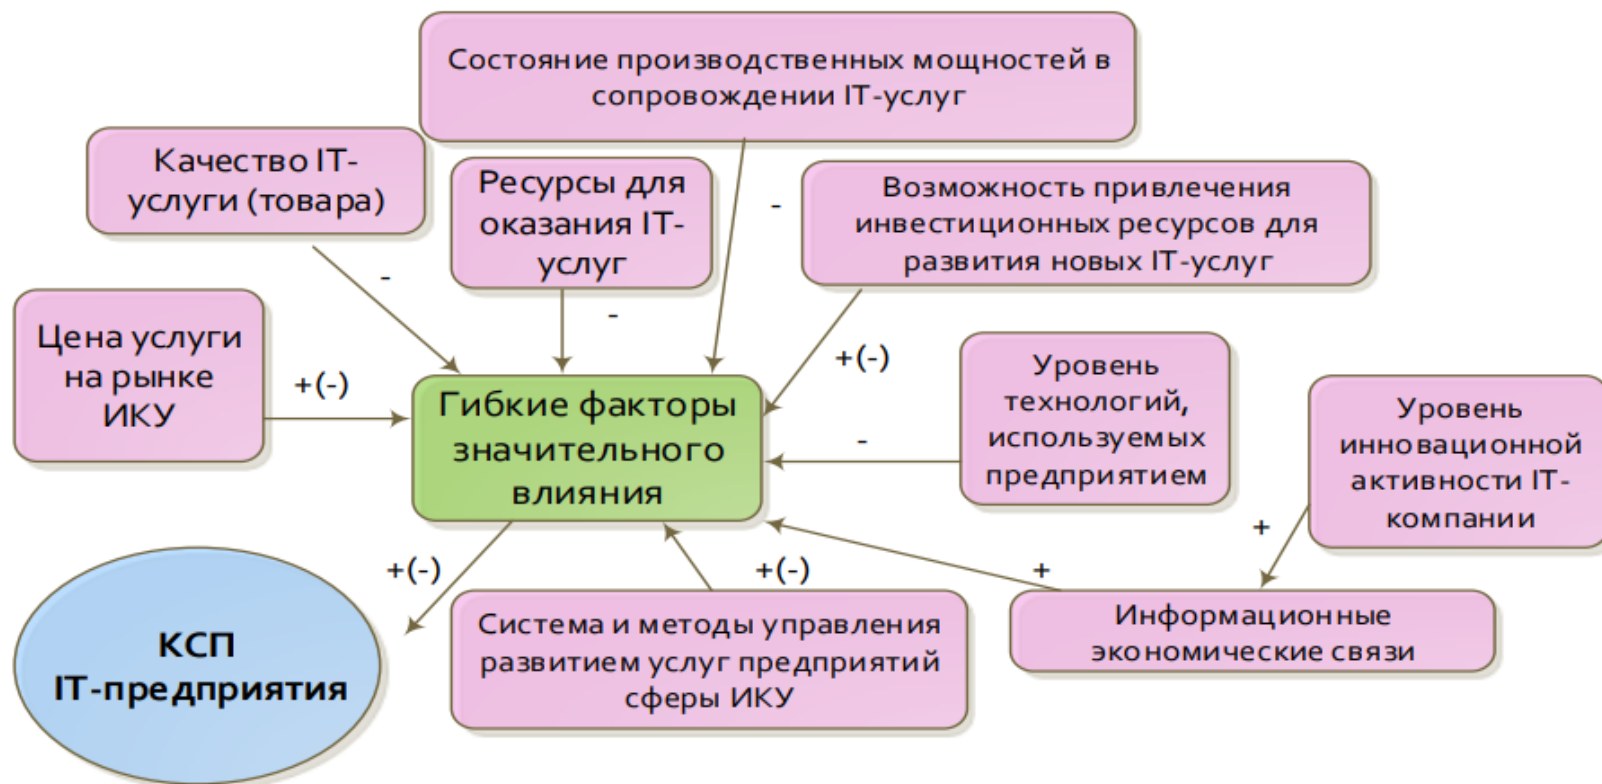 Состояние производственных мощностей в
сопровождении IT-услуг
Качество IT-
услуги (товара)
Ресурсы для
оказания IT-
услуг
-
Возможность привлечения
инвестиционных ресурсов для
развития новых IT-услуг
-
-
Цена услуги
на рынке
ИКУ
+(-)
+(-)
Гибкие факторы
значительного
влияния
Уровень
технологий,
используемых
предприятием
-
Уровень
инновационной
активности IT-
компании
+
+(-)
+(-)
+
КСП
IT-предприятия
Система и методы управления
развитием услуг предприятий
сферы ИКУ
Информационные
экономические связи